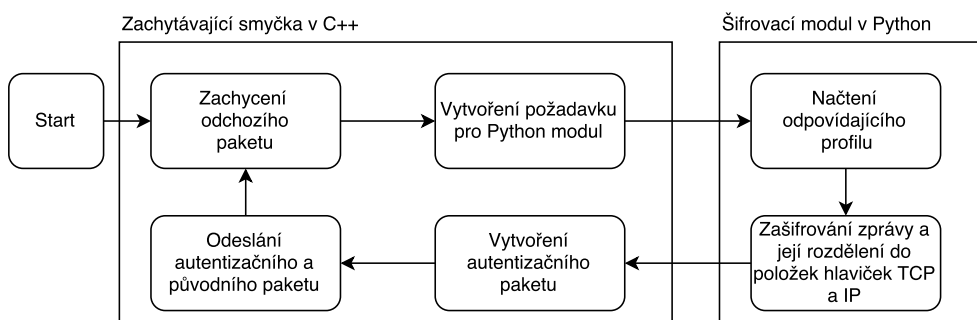 Zachytávající smyčka v C++
Šifrovací modul v Python
Start
Zachycení
odchozího
paketu
Vytvoření požadavku
pro Python modul
Načtení
odpovídajícího
profilu
Odeslání
autentizačního a
původního paketu
Vytvoření
autentizačního
paketu
Zašifrování zprávy a
její rozdělení do
položek hlaviček TCP
a IP